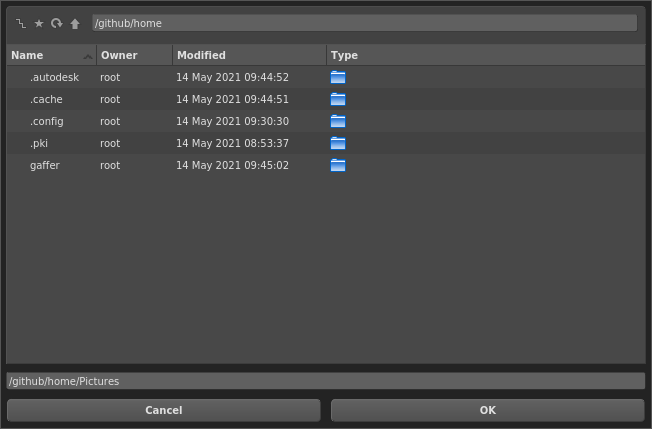 /github/home
Name Owner Modified Type
.autodesk root 14 May 2021 09:44:52
.cache root 14 May 2021 09:44:51
.config root 14 May 2021 09:30:30
.pki root 14 May 2021 08:53:37
gaffer root 14 May 2021 09:45:02
/github/home/Pictures
Cancel OK